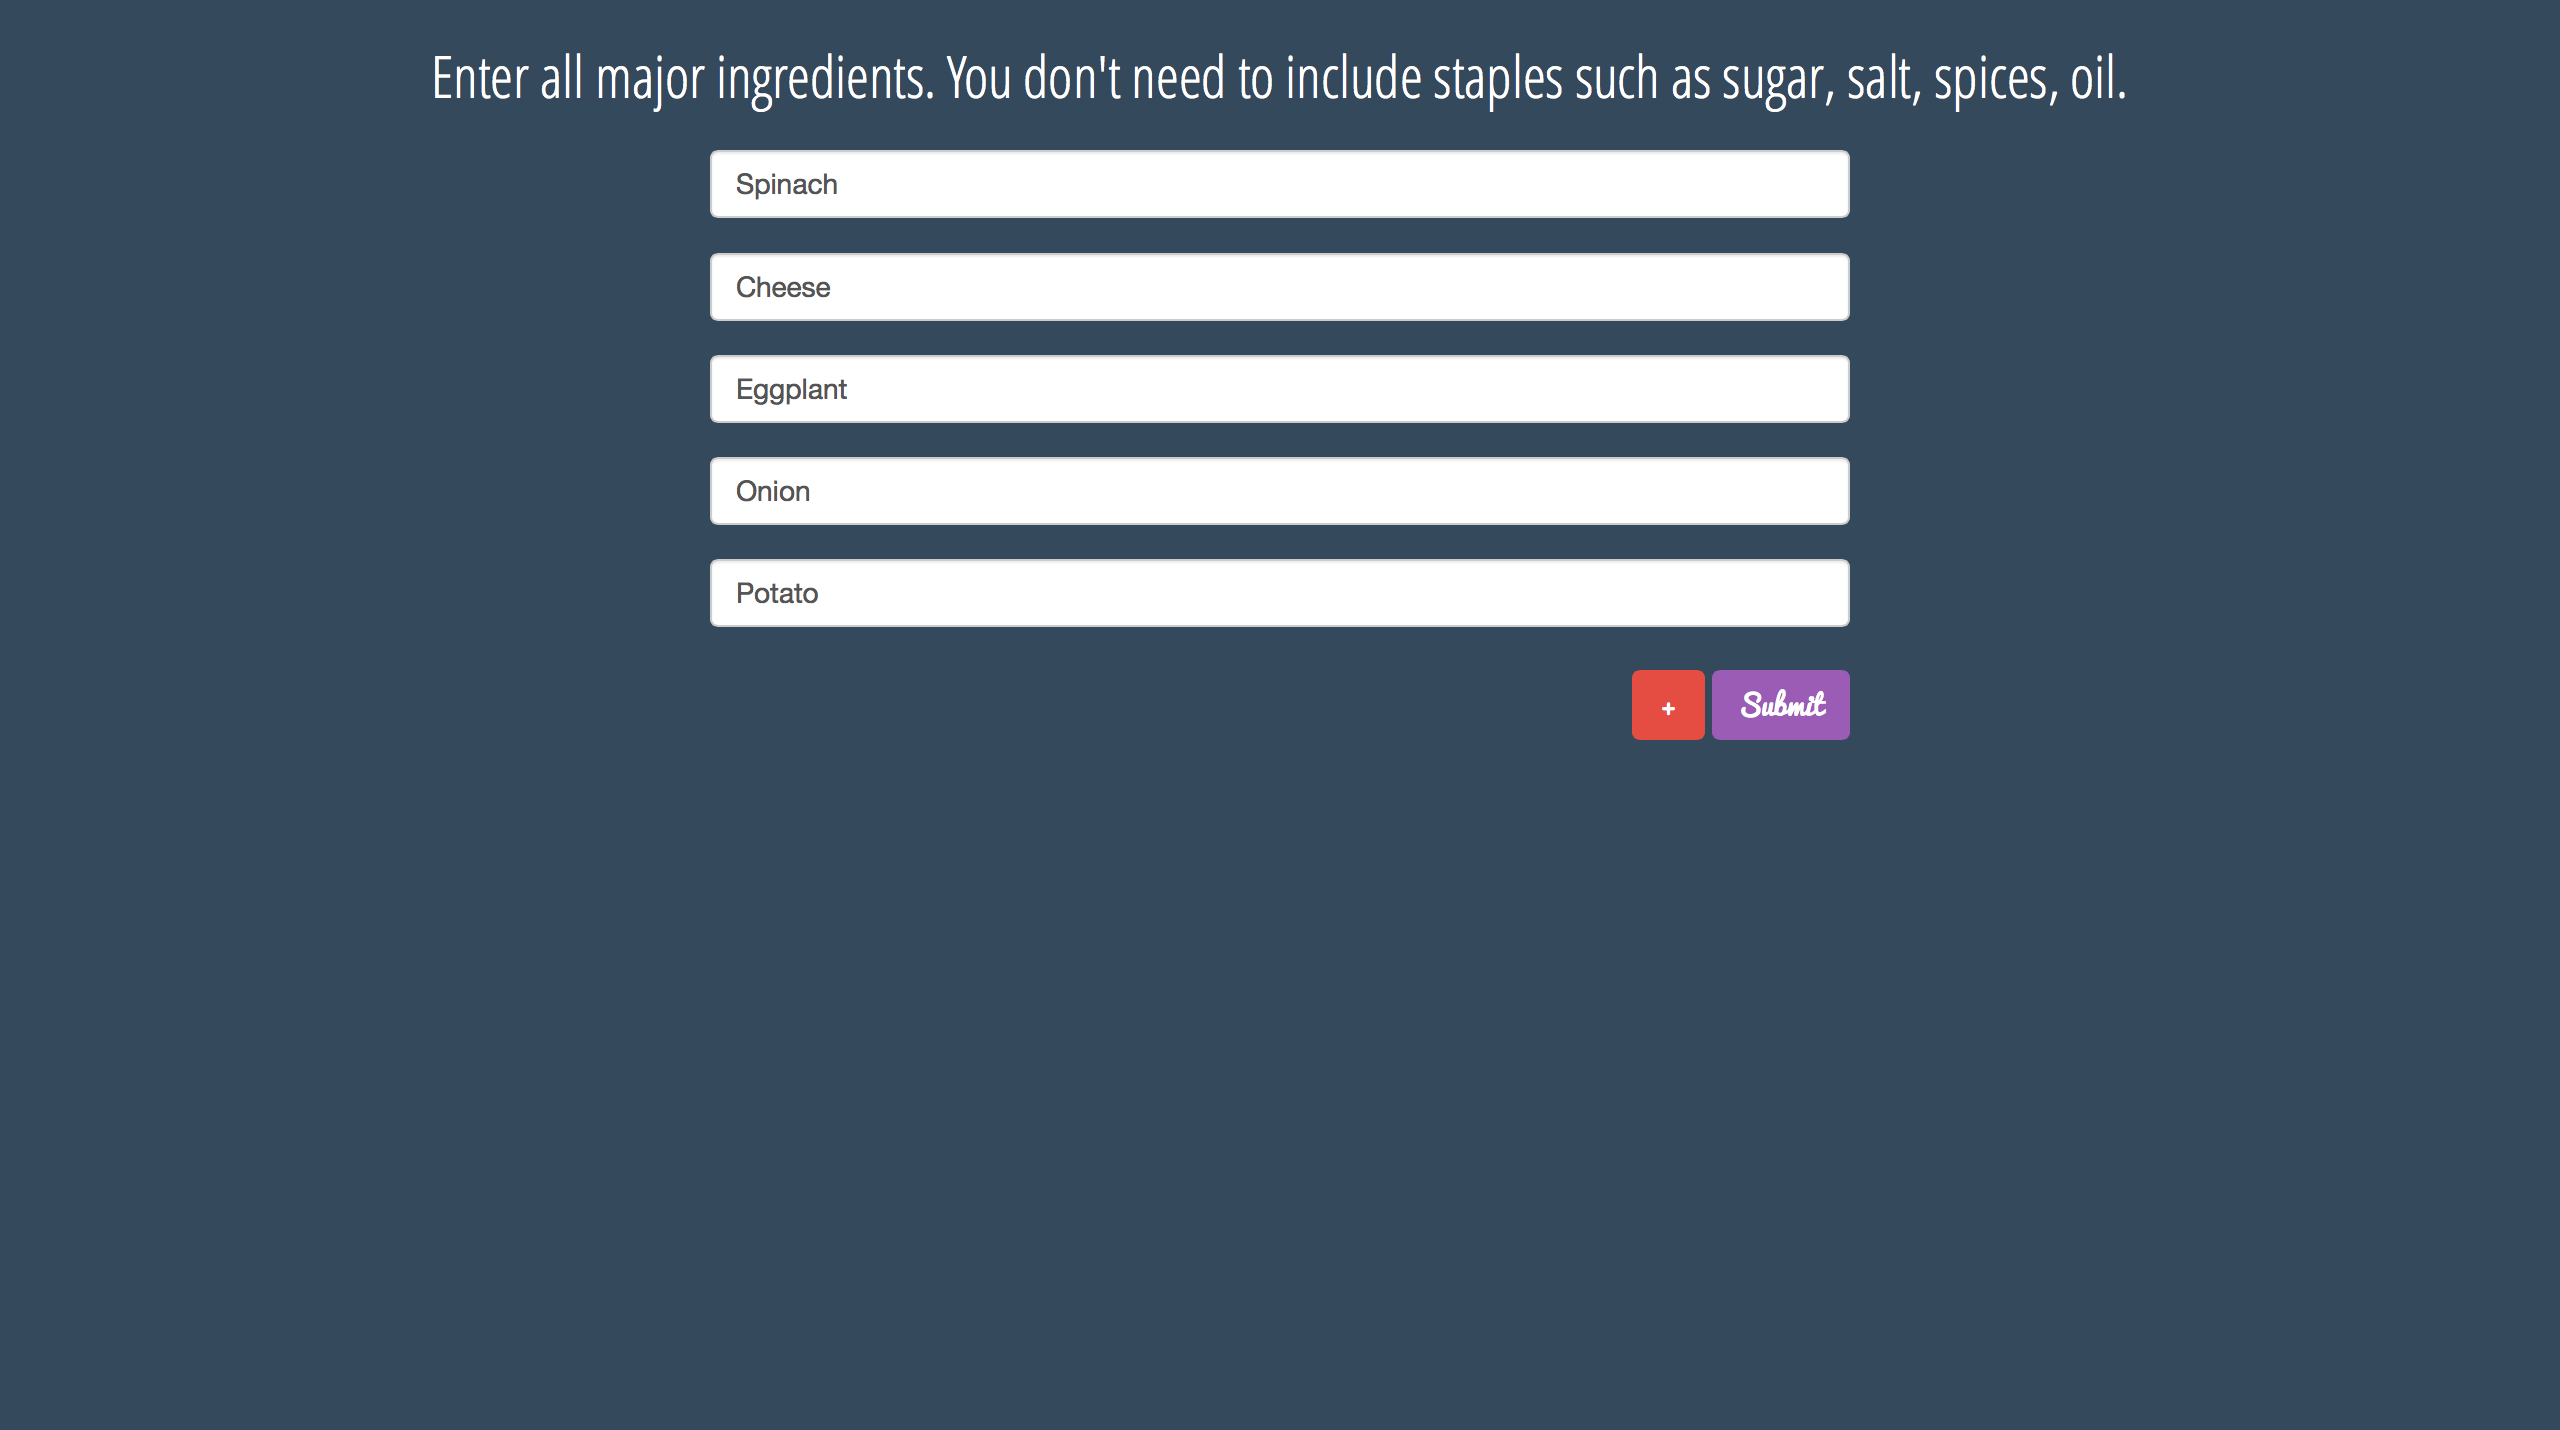 Enter all major ingredients. You don't need to include staples such as sugar, salt, spices, oil.
Spinach
Cheese
Eggplant
Onion
Potato
+ Submit